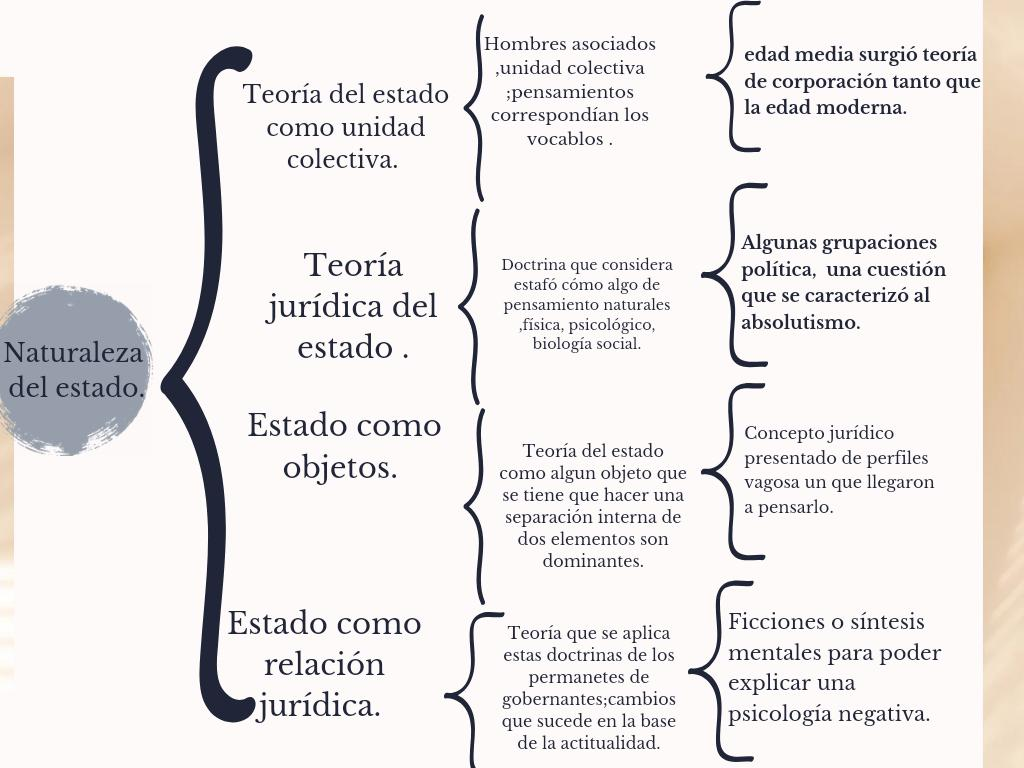 Naturaleza
del estado.
Teoría del estado
como unidad
colectiva.
Hombres asociados
,unidad colectiva
;pensamientos
correspondían los
vocablos .
edad media surgió teoría
de corporación tanto que
la edad moderna.
Teoría
jurídica del
estado .
Doctrina que considera
estafó cómo algo de
pensamiento naturales
,física, psicológico,
biología social.
Algunas grupaciones
política, una cuestión
que se caracterizó al
absolutismo.
Estado como
objetos.
Teoría del estado
como algun objeto que
se tiene que hacer una
separación interna de
dos elementos son
dominantes.
Concepto jurídico
presentado de perfiles
vagosa un que llegaron
a pensarlo.
Estado como
relación
jurídica.
Teoría que se aplica
estas doctrinas de los
permanetes de
gobernantes;cambios
que sucede en la base
de la actitualidad.
Ficciones o síntesis
mentales para poder
explicar una
psicología negativa.